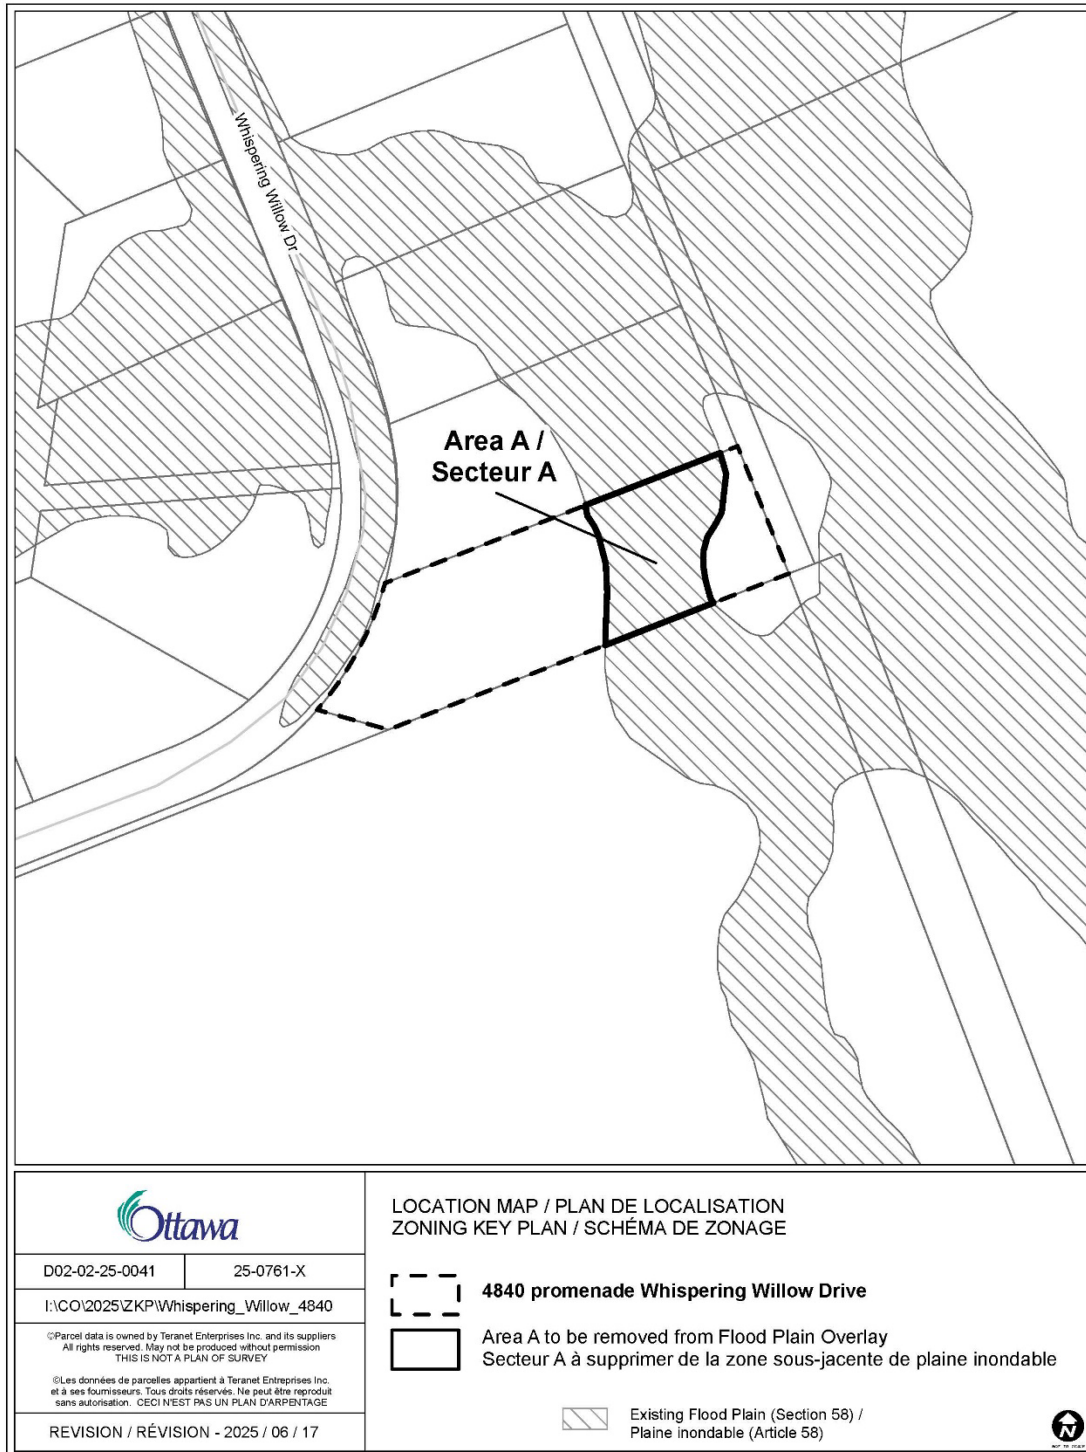 Whispering Willow Dr
Area A /
Secteur A
Ottawa
D02-02-25-0041
25-0761-X
I:\CO\2025\ZKP\Whispering_Willow_4840
©Parcel data is owned by Teranet Enterprises Inc. and its suppliers
All rights reserved. May not be produced without permission
THIS IS NOT A PLAN OF SURVEY
©Les données de parcelles appartient à Teranet Entreprises Inc.
et à ses fournisseurs. Tous droits réservés. Ne peut être reproduit
sans autorisation. CECI N'EST PAS UN PLAN D'ARPENTAGE
REVISION / RÉVISION - 2025 / 06 / 17
LOCATION MAP / PLAN DE LOCALISATION
ZONING KEY PLAN / SCHÉMA DE ZONAGE
4840 promenade Whispering Willow Drive
Area A to be removed from Flood Plain Overlay
Secteur A à supprimer de la zone sous-jacente de plaine inondable
Existing Flood Plain (Section 58) /
Plaine inondable (Article 58)
N
NOT TO SCALE